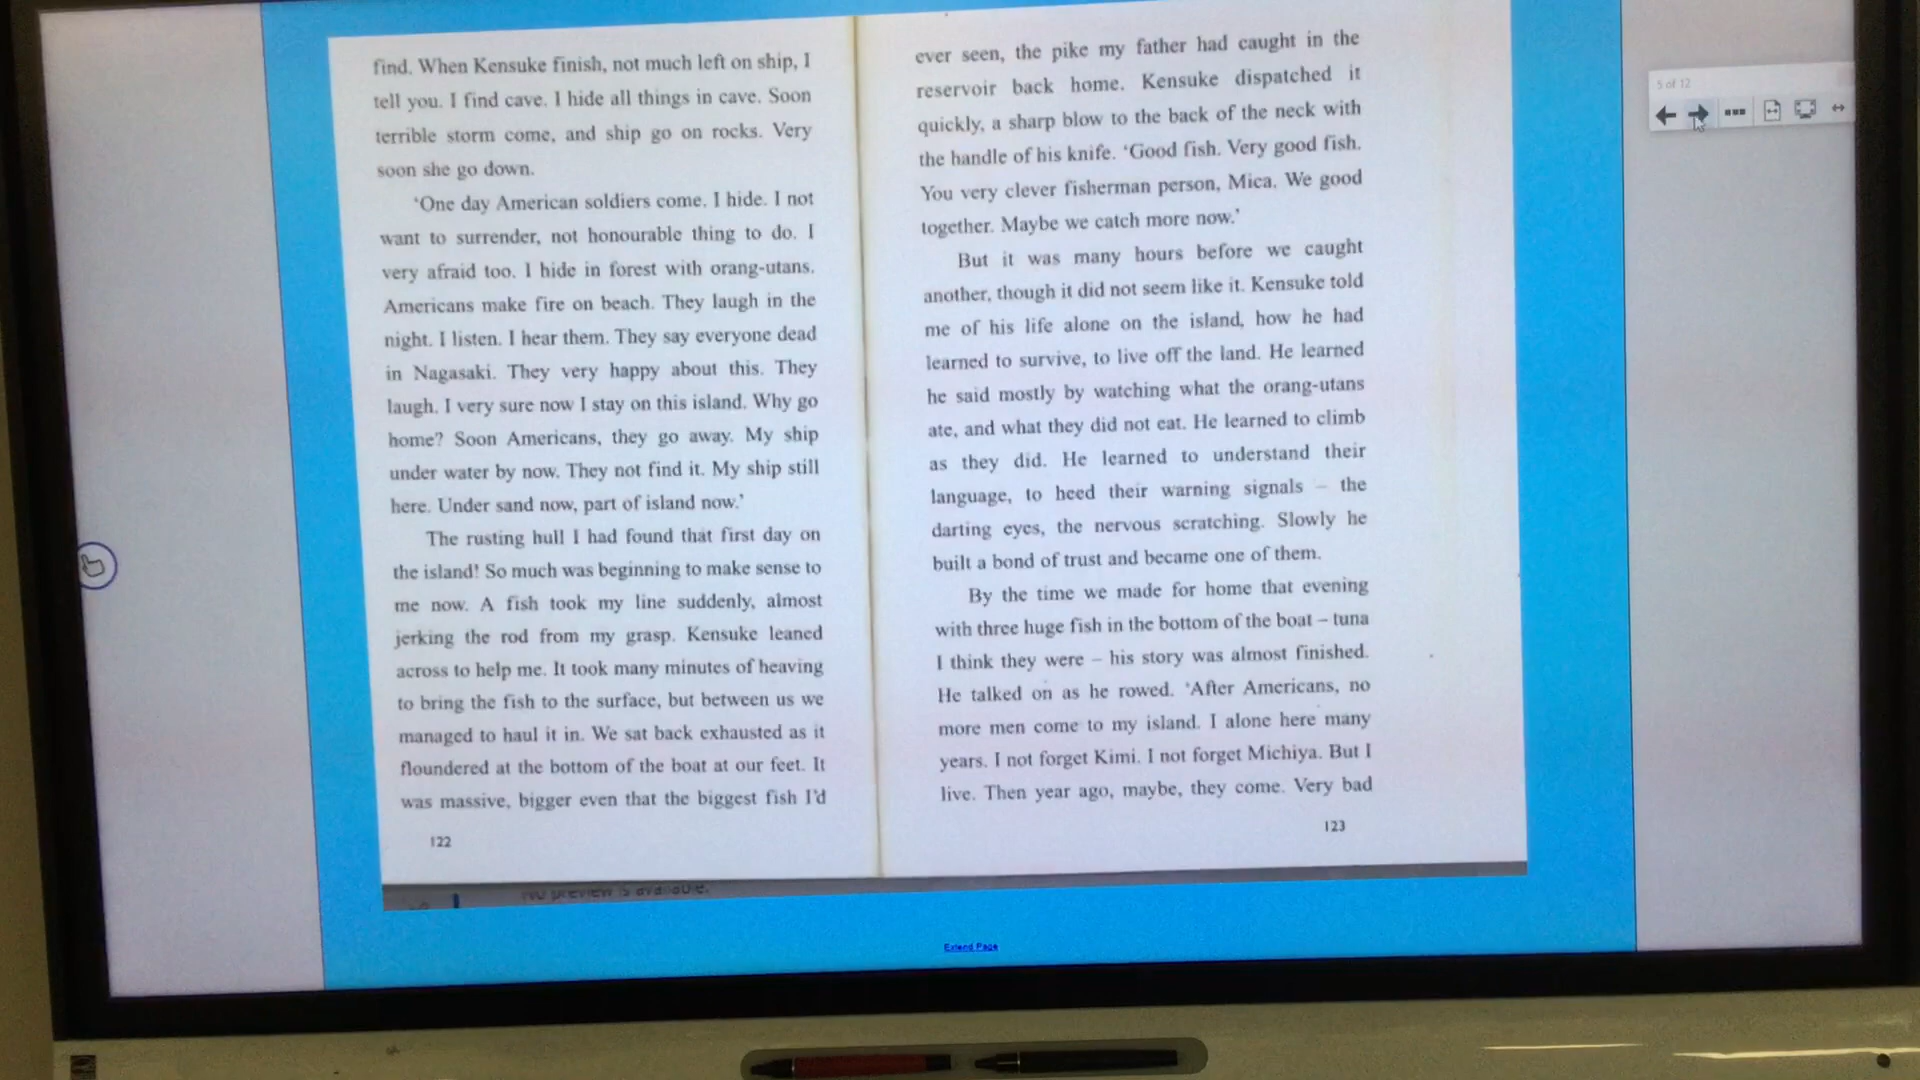 find. When Kensuke finish, not much left on ship, I
tell you. I find cave. I hide all things in cave. Soon
terrible storm come, and ship go on rocks. Very
soon she go down.
‘One day American soldiers come. I hide. I not
want to surrender, not honourable thing to do. I
very afraid too. I hide in forest with orang-utans.
Americans make fire on beach. They laugh in the
night. I listen. I hear them. They say everyone dead
in Nagasaki. They very happy about this. They
laugh. I very sure now I stay on this island. Why go
home? Soon Americans, they go away. My ship
under water by now. They not find it. My ship still
here. Under sand now, part of island now.’
The rusting hull I had found that first day on
the island! So much was beginning to make sense to
me now. A fish took my line suddenly, almost
jerking the rod from my grasp. Kensuke leaned
across to help me. It took many minutes of heaving
to bring the fish to the surface, but between us we
managed to haul it in. We sat back exhausted as it
floundered at the bottom of the boat at our feet. It
was massive, bigger even that the biggest fish I’d
122
ever seen, the pike my father had caught in the
reservoir back home. Kensuke dispatched it
quickly, a sharp blow to the back of the neck with
the handle of his knife. ‘Good fish. Very good fish.
You very clever fisherman person, Mica. We good
together. Maybe we catch more now.’
But it was many hours before we caught
another, though it did not seem like it. Kensuke told
me of his life alone on the island, how he had
learned to survive, to live off the land. He learned
he said mostly by watching what the orang-utans
ate, and what they did not eat. He learned to climb
as they did. He learned to understand their
language, to heed their warning signals – the
darting eyes, the nervous scratching. Slowly he
built a bond of trust and became one of them.
By the time we made for home that evening
with three huge fish in the bottom of the boat – tuna
I think they were – his story was almost finished.
He talked on as he rowed. ‘After Americans, no
more men come to my island. I alone here many
years. I not forget Kimi. I not forget Michiya. But I
live. Then year ago, maybe, they come. Very bad
123
5 of 12
No preview is available.
Extend Page